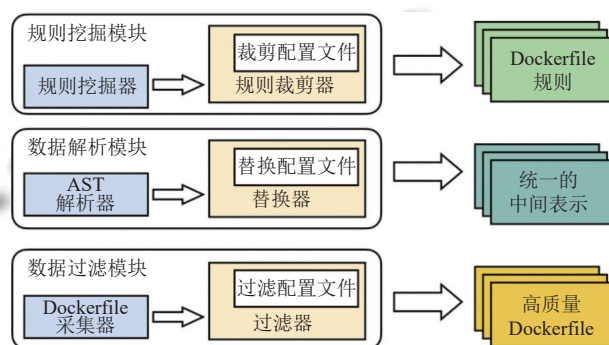 规则挖掘模块
裁剪配置文件
规则挖掘器
规则裁剪器
Dockerfile
规则
数据解析模块
替换配置文件
AST
解析器
替换器
统一的
中间表示
数据过滤模块
过滤配置文件
Dockerfile
采集器
过滤器
高质量
Dockerfile